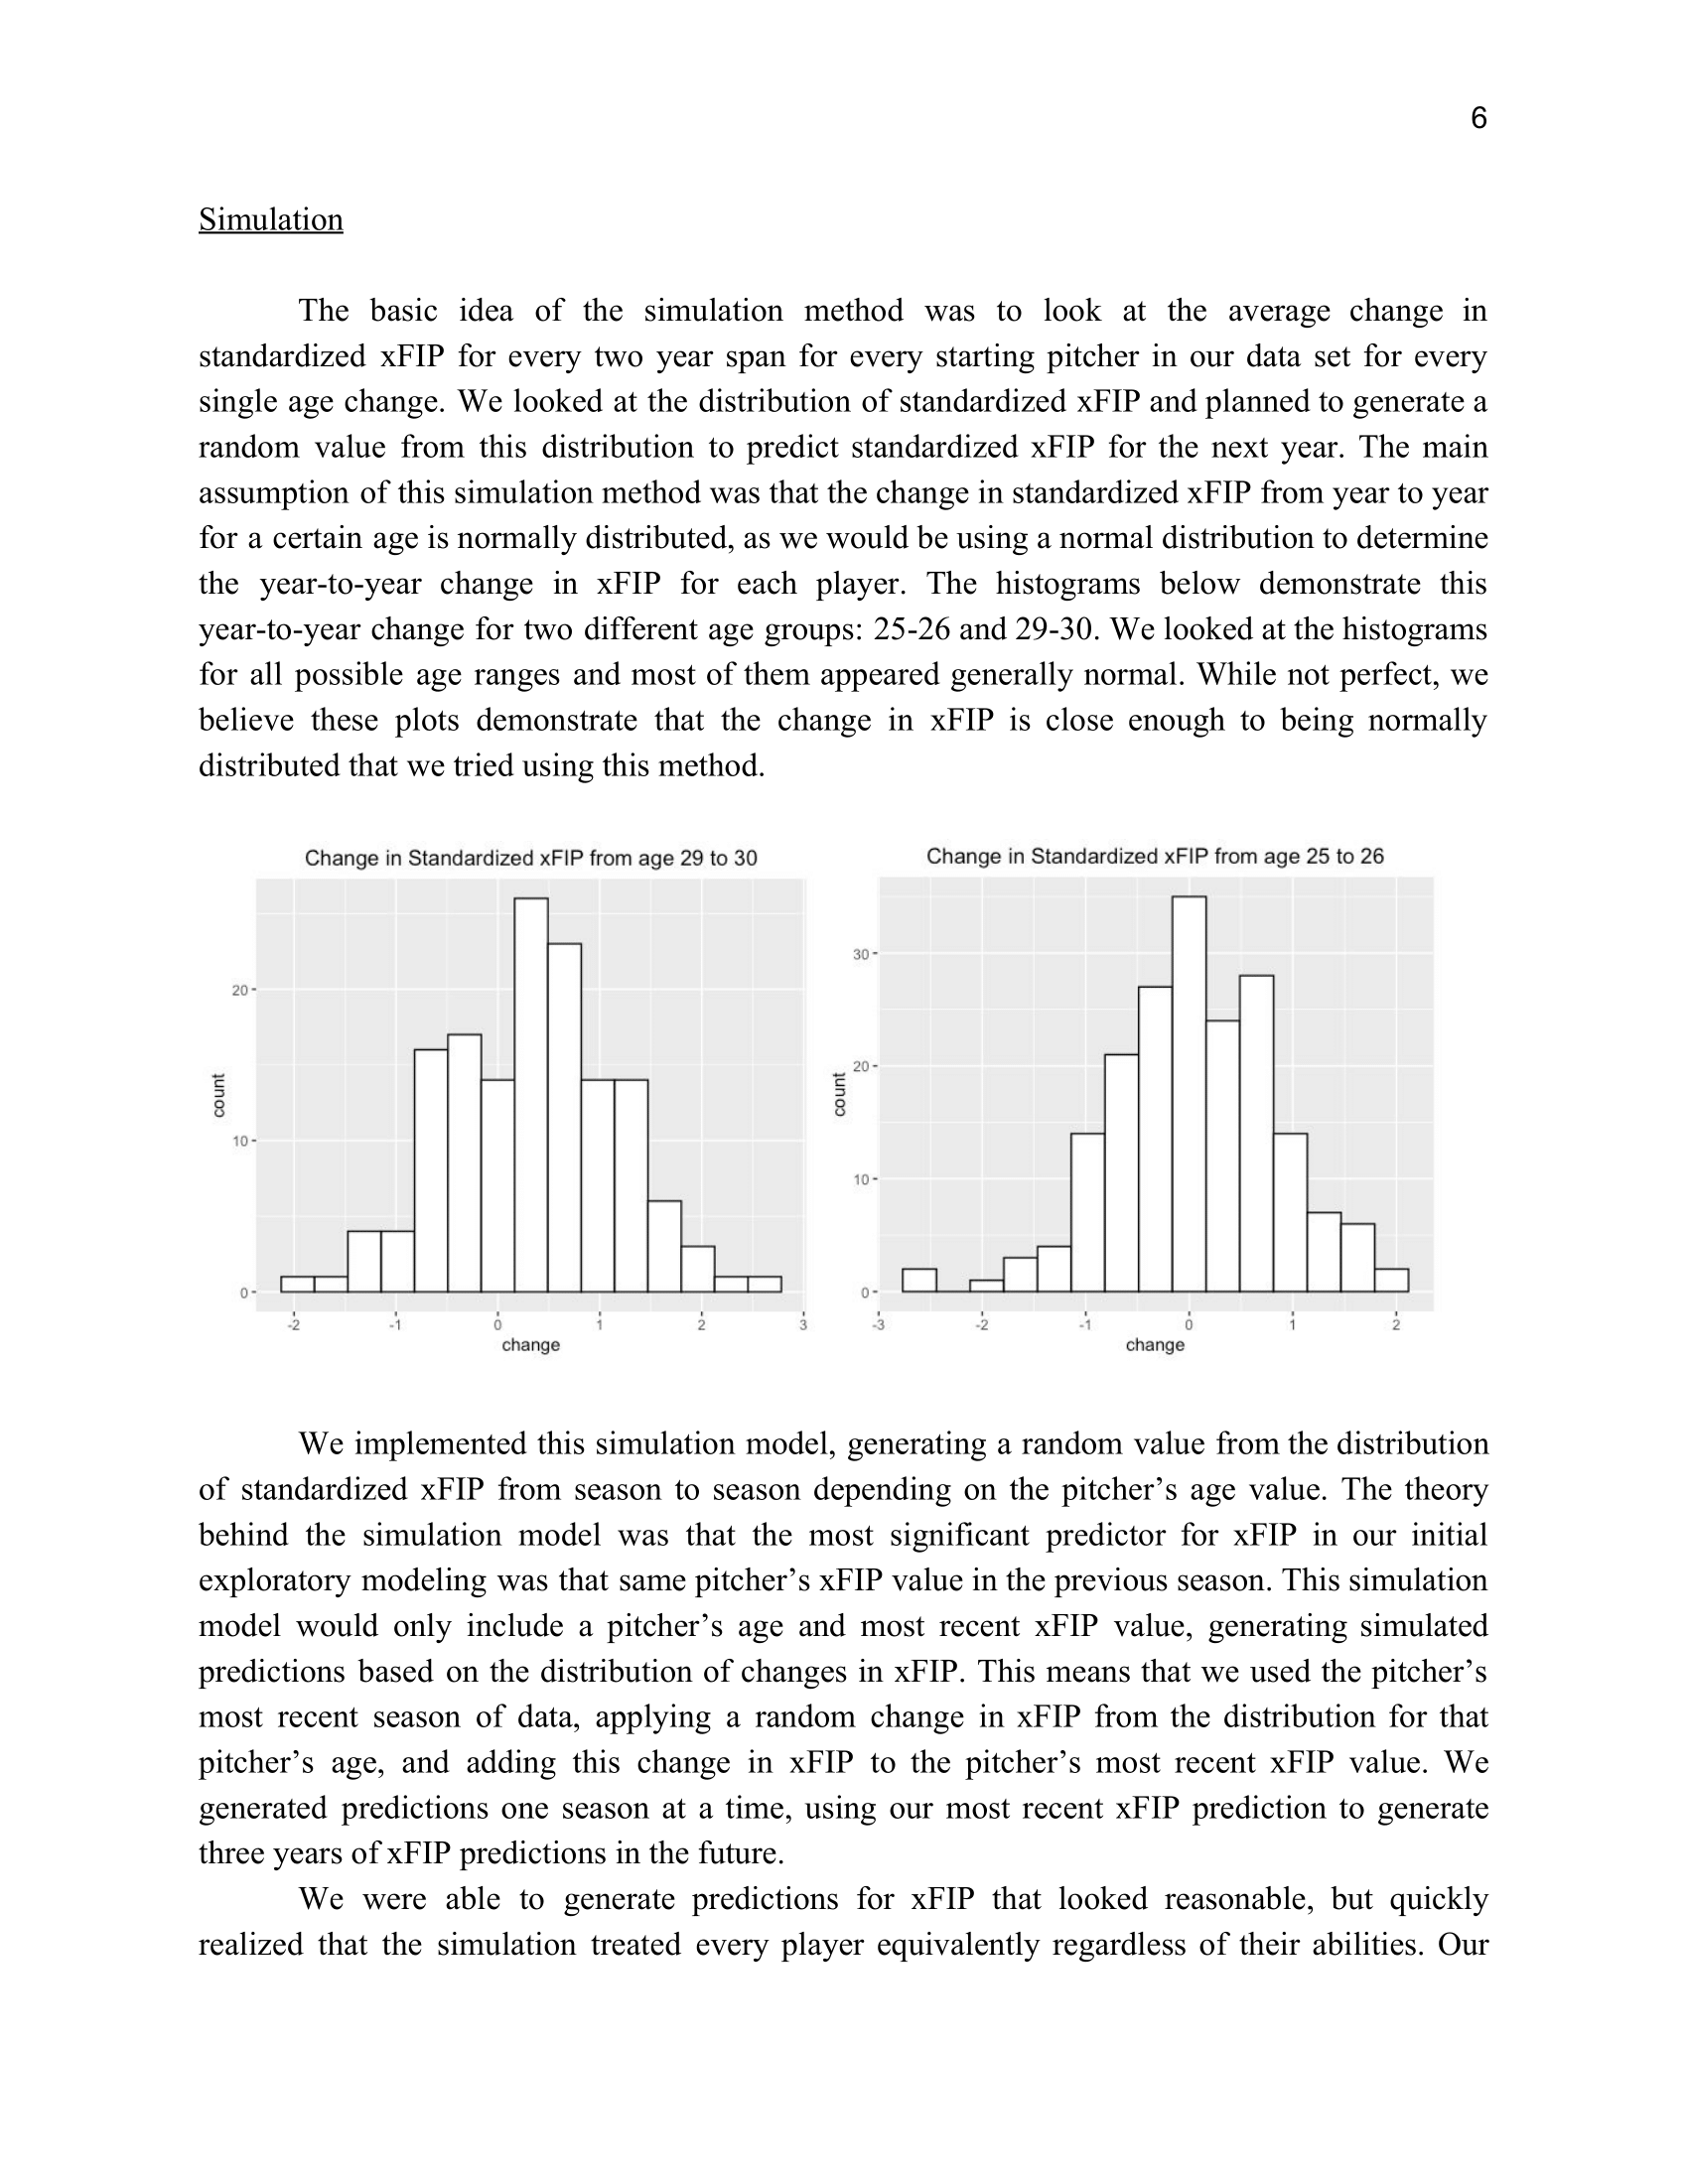 6
Simulation
The basic idea of the simulation method was to look at the average change in
standardized xFIP for every two year span for every starting pitcher in our data set for every
single age change. We looked at the distribution of standardized xFIP and planned to generate a
random value from this distribution to predict standardized xFIP for the next year. The main
assumption of this simulation method was that the change in standardized xFIP from year to year
for a certain age is normally distributed, as we would be using a normal distribution to determine
the year-to-year change in xFIP for each player. The histograms below demonstrate this
year-to-year change for two different age groups: 25-26 and 29-30. We looked at the histograms
for all possible age ranges and most of them appeared generally normal. While not perfect, we
believe these plots demonstrate that the change in xFIP is close enough to being normally
distributed that we tried using this method.
Change in Standardized xFIP from age 29 to 30
count
20
10
0
-2 -1 0 1 2 3
change
Change in Standardized xFIP from age 25 to 26
count
30
20
10
0
-3 -2 -1 0 1 2
change
We implemented this simulation model, generating a random value from the distribution
of standardized xFIP from season to season depending on the pitcher’s age value. The theory
behind the simulation model was that the most significant predictor for xFIP in our initial
exploratory modeling was that same pitcher’s xFIP value in the previous season. This simulation
model would only include a pitcher’s age and most recent xFIP value, generating simulated
predictions based on the distribution of changes in xFIP. This means that we used the pitcher’s
most recent season of data, applying a random change in xFIP from the distribution for that
pitcher’s age, and adding this change in xFIP to the pitcher’s most recent xFIP value. We
generated predictions one season at a time, using our most recent xFIP prediction to generate
three years of xFIP predictions in the future.
We were able to generate predictions for xFIP that looked reasonable, but quickly
realized that the simulation treated every player equivalently regardless of their abilities. Our